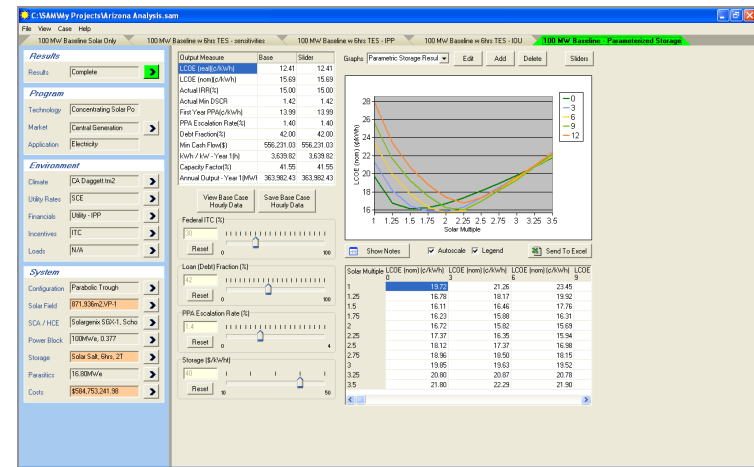 C:\SAM\My Projects\Arizona Analysis.sam
File View Case Help
100 MW Baseline Solar Only 100 MW Baseline w 6hrs TES - sensitivities 100 MW Baseline w 6hrs TES - IPP 100 MW Baseline w 6hrs TES - IOU 100 MW Baseline - Parameterized Storage
Results
Results Complete
Program
Technology Concentrating Solar Po
Market Central Generation
Application Electricity
Environment
Climate CA Daggett.tm2
Utility Rates SCE
Financials Utility - IPP
Incentives ITC
Loads N/A
System
Configuration Parabolic Trough
Solar Field 871,936m2,VP-1
SCA / HCE Solargenix SGX-1, Scho
Power Block 100MWe, 0.377
Storage Solar Salt, 6hrs, 2T
Parasitics 16.80MWe
Costs $584,753,241.98
Output Measure Base Slider
LCOE (real)(c/kWh) 12.41 12.41
LCOE (nom)(c/kWh) 15.69 15.69
Actual IRR(%) 15.00 15.00
Actual Min DSCR 1.42 1.42
First Year PPA(c/kWh) 13.99 13.99
PPA Escalation Rate(%) 1.40 1.40
Debt Fraction(%) 42.00 42.00
Min Cash Flow($) 556,231.03 556,231.03
kWh / kW - Year 1(h) 3,639.82 3,639.82
Capacity Factor(%) 41.55 41.55
Annual Output - Year 1(MWH 363,982.43 363,982.43
View Base Case Hourly Data
Save Base Case Hourly Data
Federal ITC (%)
30
Reset 0 100
Loan (Debt) Fraction (%)
42
Reset 0 100
PPA Escalation Rate (%)
1.4
Reset 0 4
Storage ($/kWht)
40
Reset 10 50
Graphs Parametric Storage Resul Edit Add Delete Sliders
LCOE (nom) (¢/kWh)
28
26
24
22
20
18
16
1 1.25 1.5 1.75 2 2.25 2.5 2.75 3 3.25 3.5
Solar Multiple
0
3
6
9
12
Show Notes Autoscale Legend Send To Excel
Solar Multiple LCOE (nom) (c/kWh) LCOE (nom) (c/kWh) LCOE (nom) (c/kWh) LCOE
0 3 6 9
1 19.72 21.26 23.45
1.25 16.78 18.17 19.92
1.5 16.11 16.46 17.76
1.75 16.23 15.88 16.31
2 16.72 15.82 15.69
2.25 17.37 16.35 15.94
2.5 18.12 17.37 16.98
2.75 18.96 18.50 18.15
3 19.85 19.63 19.52
3.25 20.80 20.87 20.78
3.5 21.80 22.29 21.90